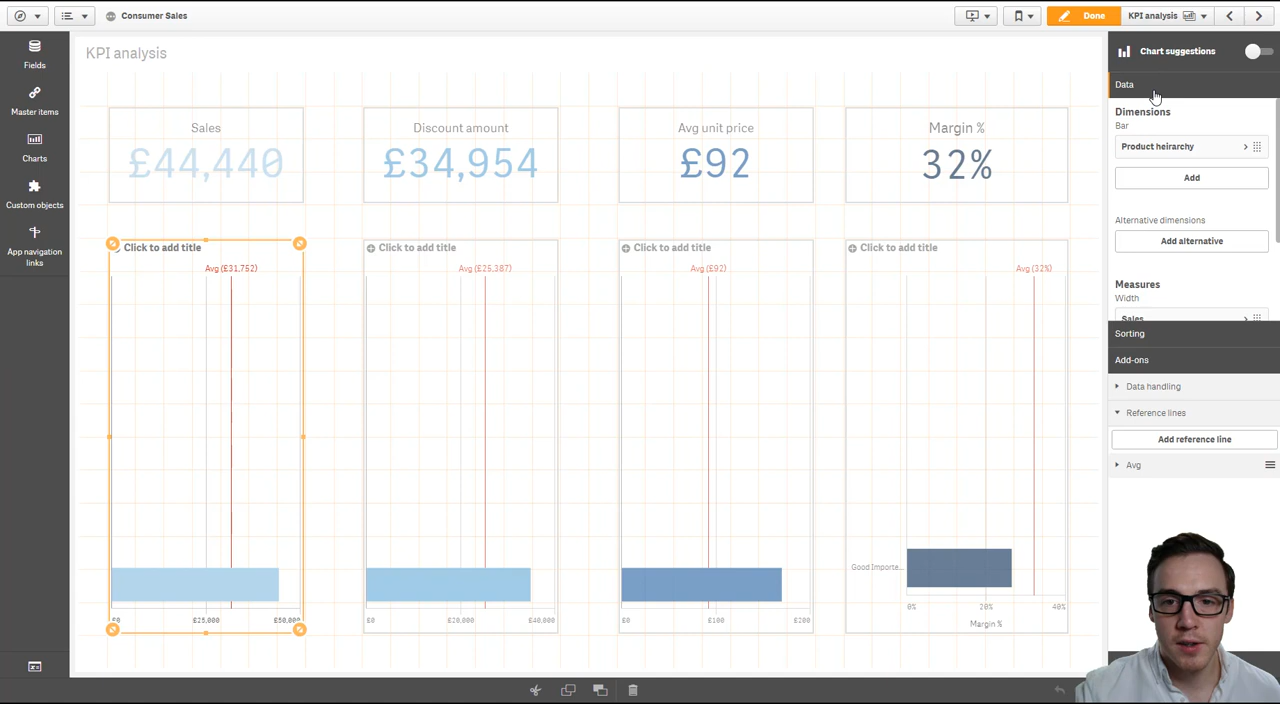 Consumer Sales
Done
KPI analysis
Fields
Master items
Charts
Custom objects
App navigation
links
KPI analysis
Sales
£44,440
Discount amount
£34,954
Avg unit price
£92
Margin %
32%
Click to add title
Avg (£31,752)
£0
£25,000
£50,000
Click to add title
Avg (£25,387)
£0
£20,000
£40,000
Click to add title
Avg (£92)
£0
£100
£200
Click to add title
Avg (32%)
Good Importe...
0%
20%
40%
Margin %
Chart suggestions
Data
Dimensions
Bar
Product heirarchy
Add
Alternative dimensions
Add alternative
Measures
Width
Sales
Sorting
Add-ons
Data handling
Reference lines
Add reference line
Avg